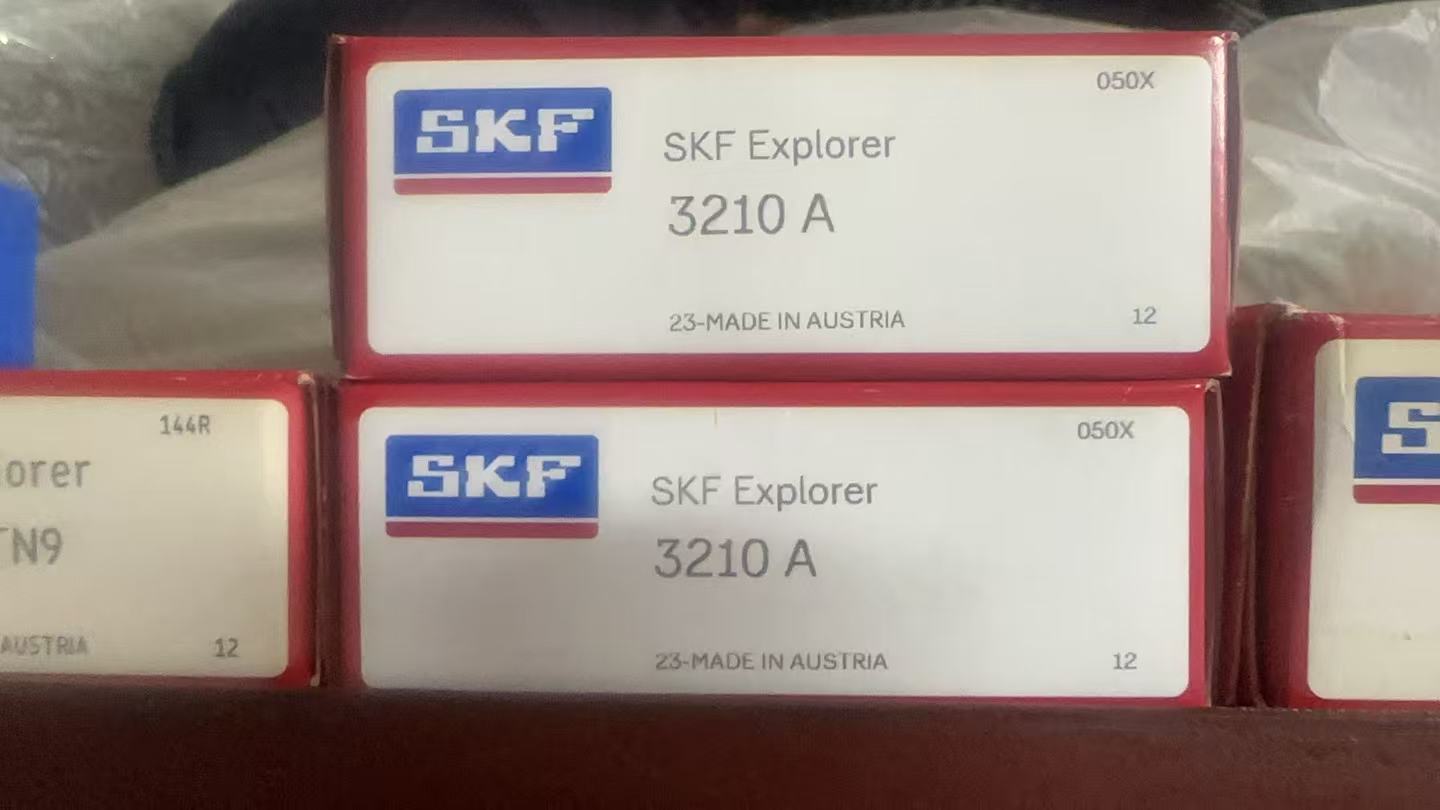 050X
SKF
SKF Explorer
3210 A
23-MADE IN AUSTRIA
12
050X
SKF
SKF Explorer
3210 A
23-MADE IN AUSTRIA
12
144R
orer
TN9
AUSTRIA
12
S